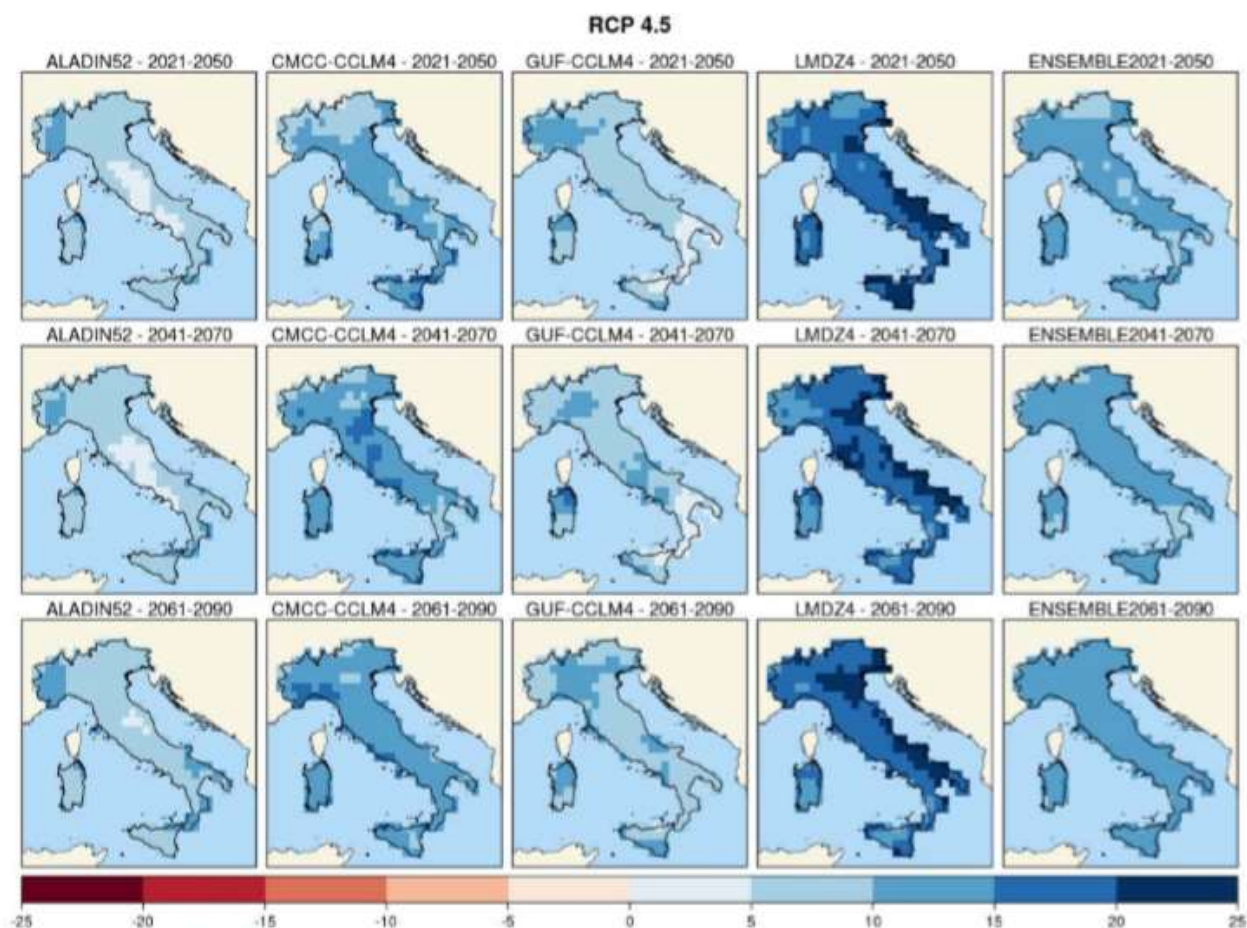 RCP 4.5
ALADIN52 - 2021-2050 CMCC-CCLM4 - 2021-2050 GUF-CCLM4 - 2021-2050 LMDZ4 - 2021-2050 ENSEMBLE2021-2050
ALADIN52 - 2041-2070 CMCC-CCLM4 - 2041-2070 GUF-CCLM4 - 2041-2070 LMDZ4 - 2041-2070 ENSEMBLE2041-2070
ALADIN52 - 2061-2090 CMCC-CCLM4 - 2061-2090 GUF-CCLM4 - 2061-2090 LMDZ4 - 2061-2090 ENSEMBLE2061-2090
-25 -20 -15 -10 -5 0 5 10 15 20 25